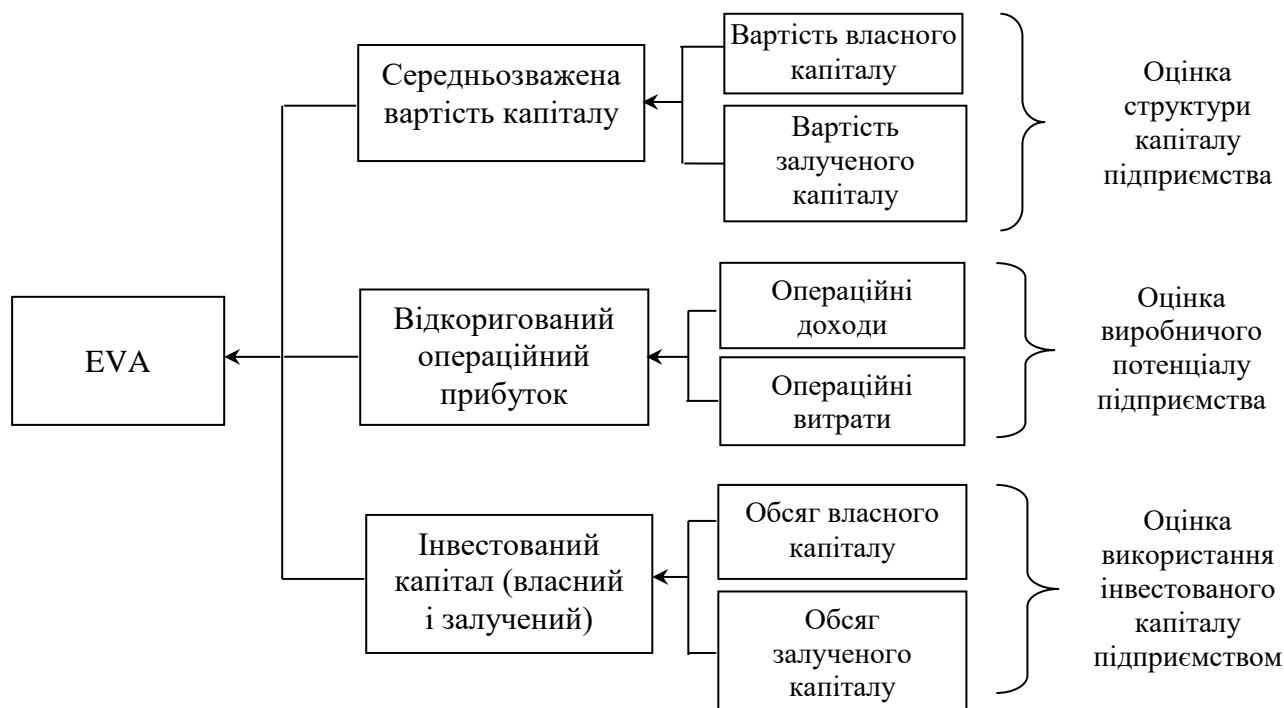 Середньозважена
вартість капіталу
Вартість власного
капіталу
Вартість
залученого
капіталу
Оцінка
структури
капіталу
підприємства
EVA
Відкоригований
операційний
прибуток
Операційні
доходи
Операційні
витрати
Оцінка
виробничого
потенціалу
підприємства
Інвестований
капітал (власний
і залучений)
Обсяг власного
капіталу
Обсяг
залученого
капіталу
Оцінка
використання
інвестованого
капіталу
підприємством